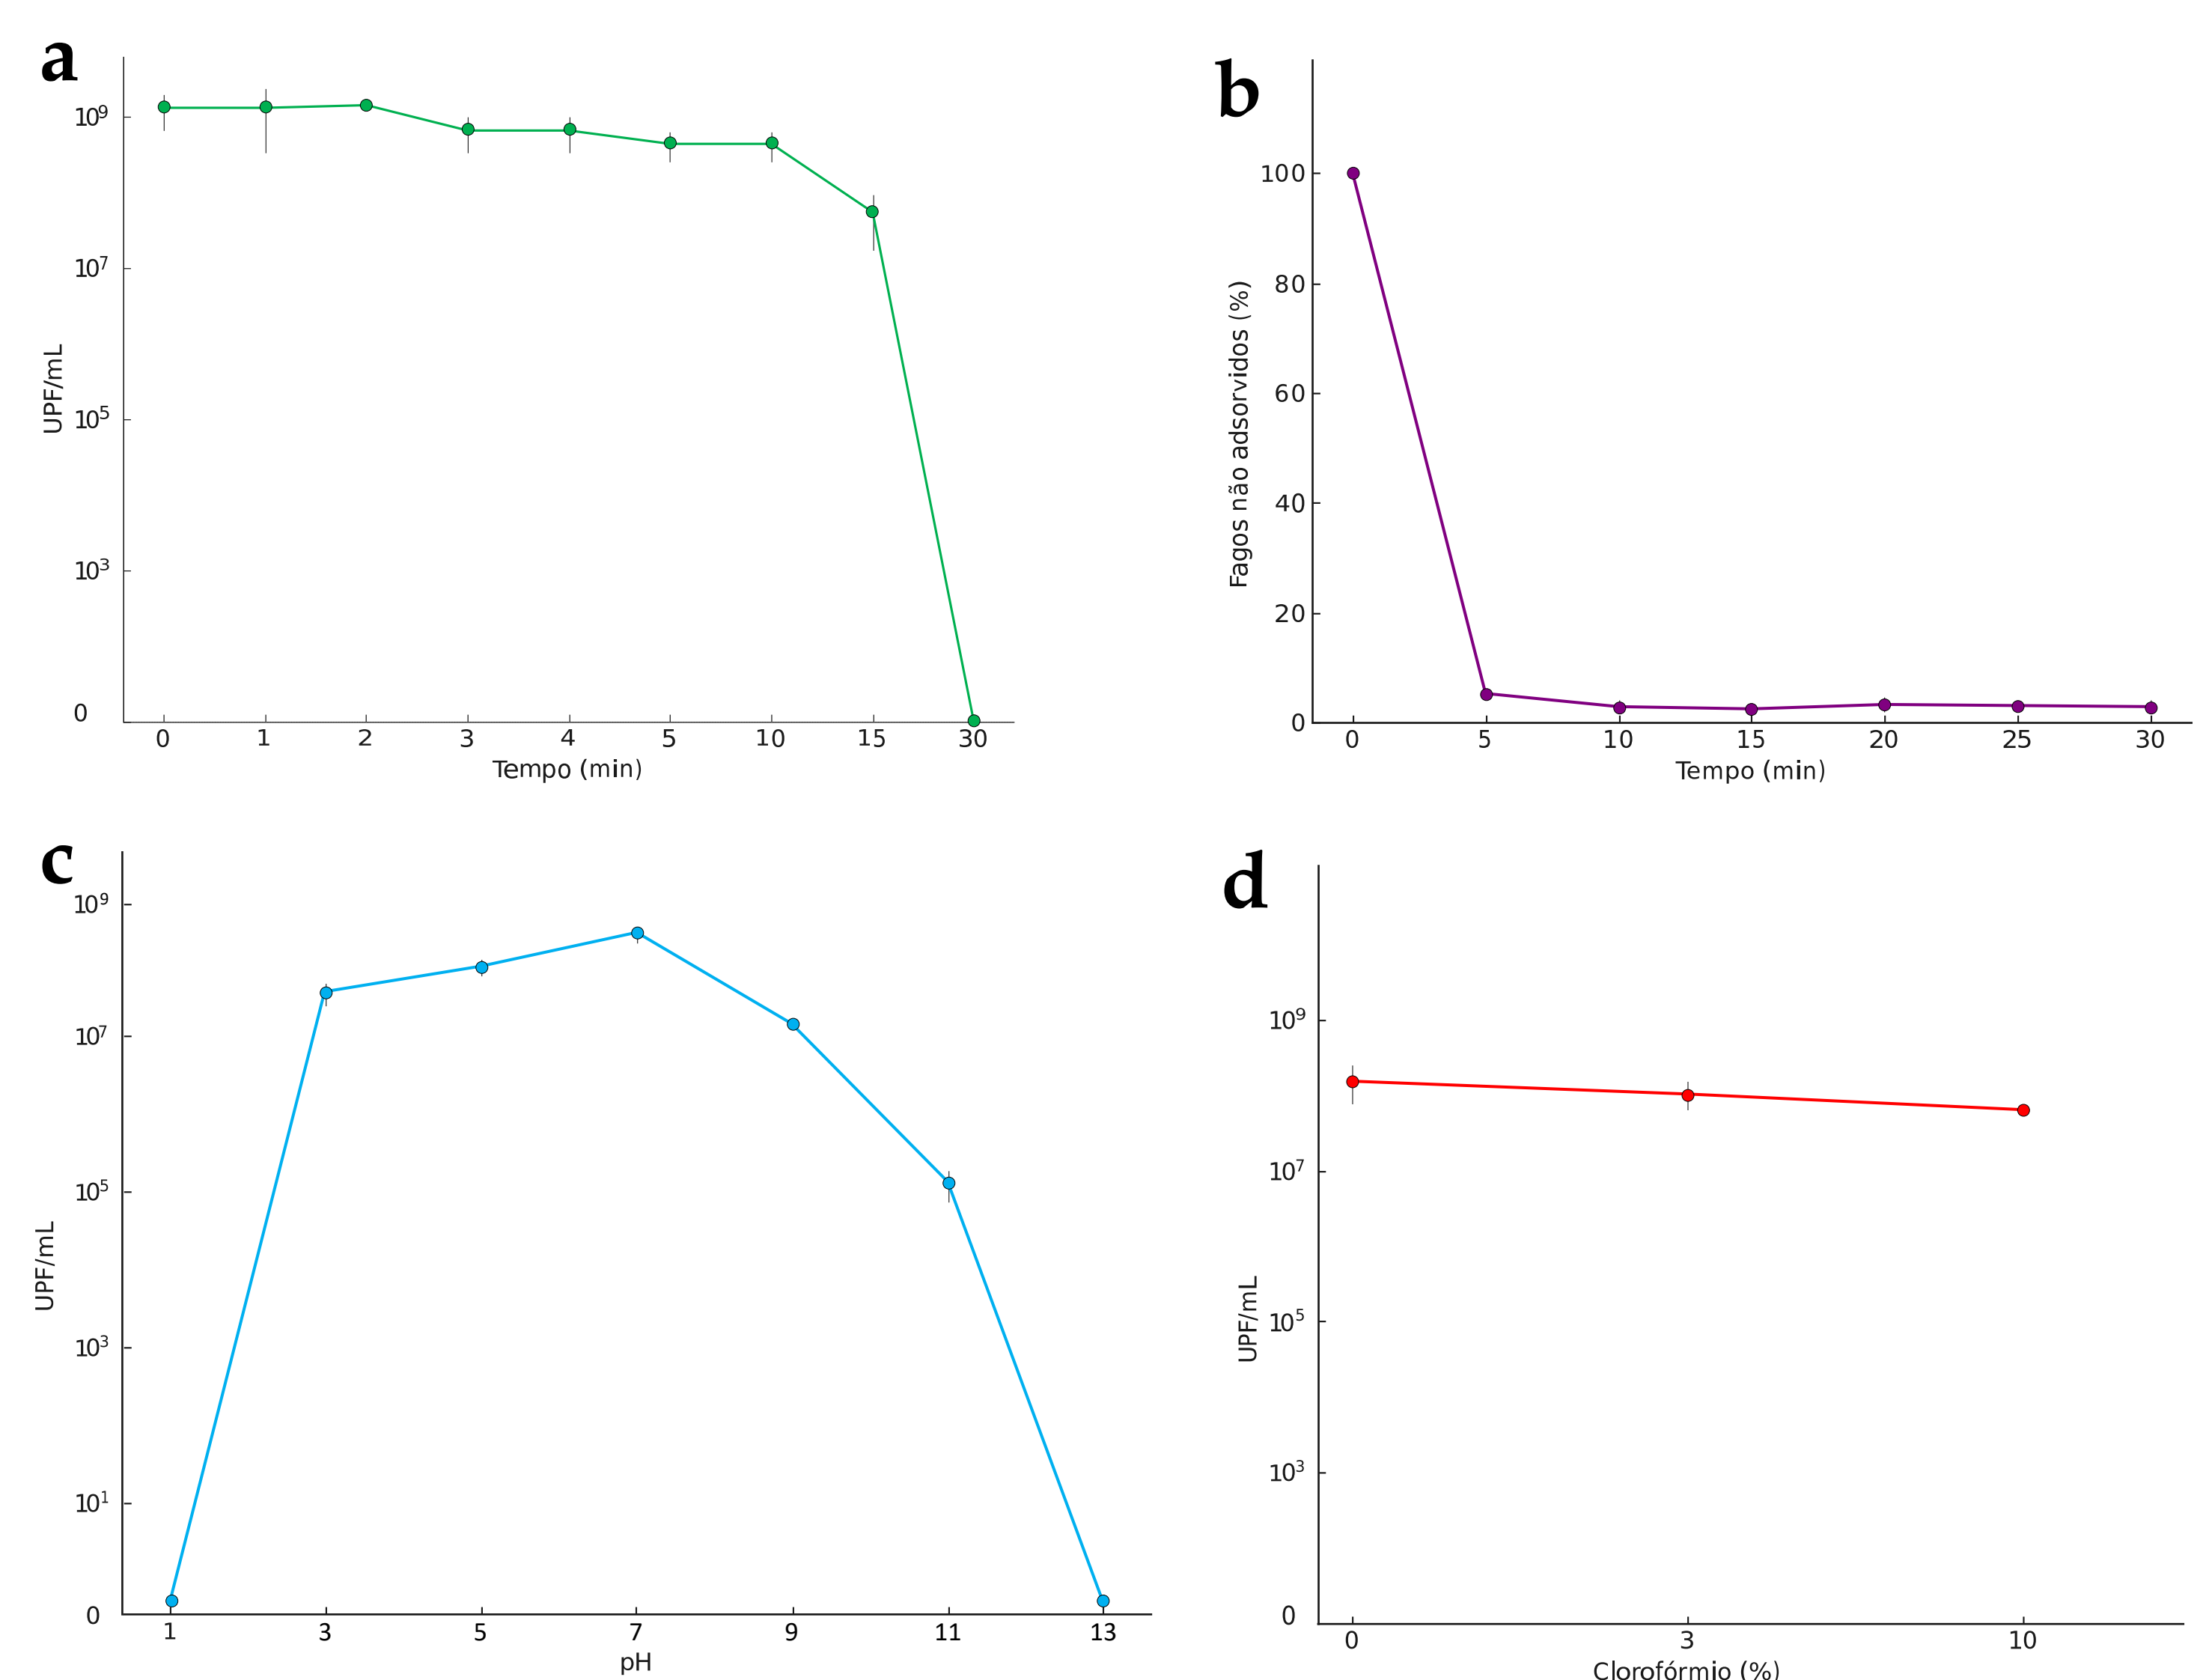 a
10⁹
10⁷
10⁵
10³
0
UPF/mL
0 1 2 3 4 5 10 15 30
Tempo (min)
b
100
80
60
40
20
0
Fagos não adsorvidos (%)
0 5 10 15 20 25 30
Tempo (min)
c
10⁹
10⁷
10⁵
10³
10¹
0
UPF/mL
1 3 5 7 9 11 13
pH
d
10⁹
10⁷
10⁵
10³
0
UPF/mL
0 3 10
Clorofórmio (%)